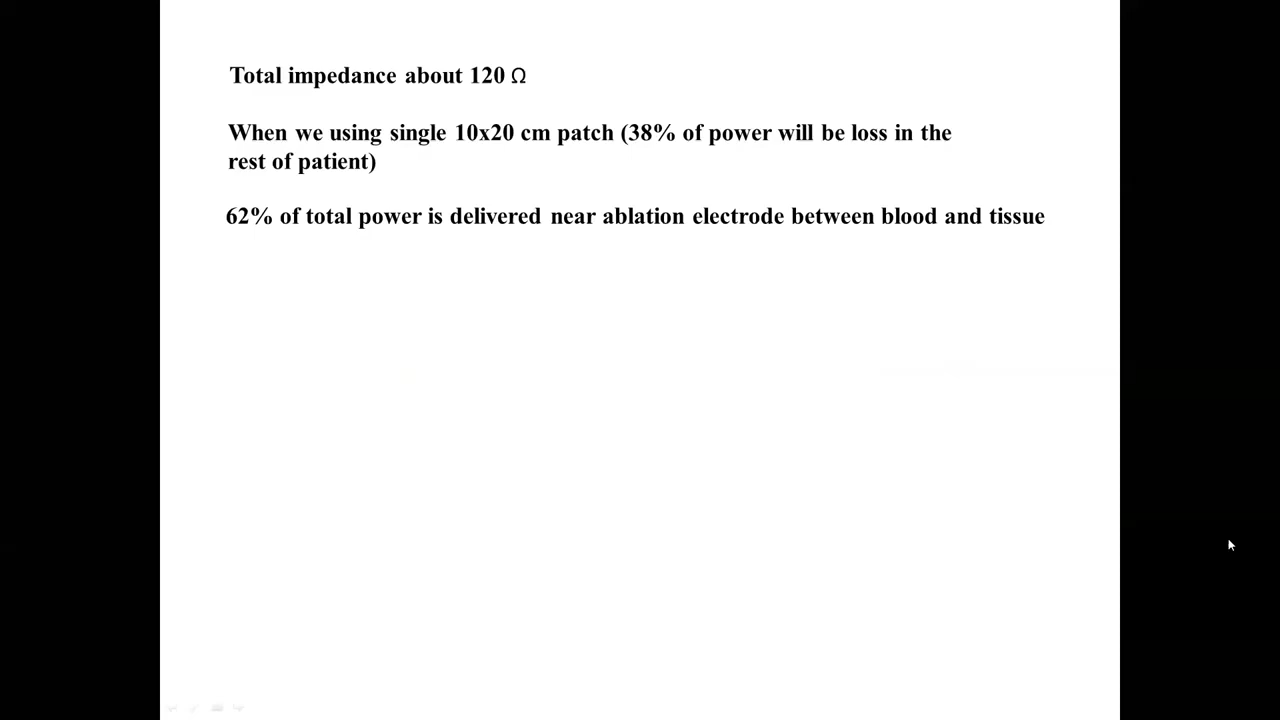 Total impedance about 120 Ω
When we using single 10x20 cm patch (38% of power will be loss in the
rest of patient)
62% of total power is delivered near ablation electrode between blood and tissue